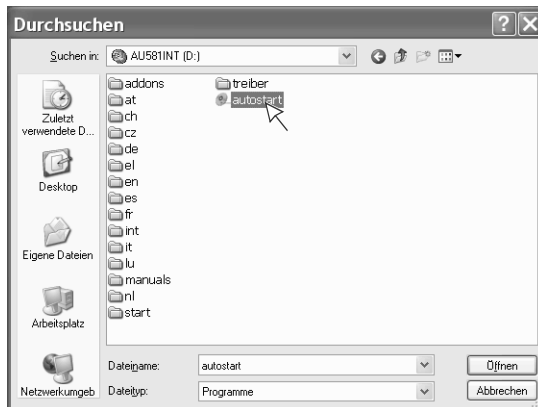 Durchsuchen
Suchen in: AU581INT (D:)
Zuletzt
verwendete D...
Desktop
Eigene Dateien
Arbeitsplatz
Netzwerkumgeb
addons
at
ch
cz
de
el
en
es
fr
int
it
lu
manuals
nl
start
treiber
autostart
Dateiname: autostart
Öffnen
Dateityp: Programme
Abbrechen